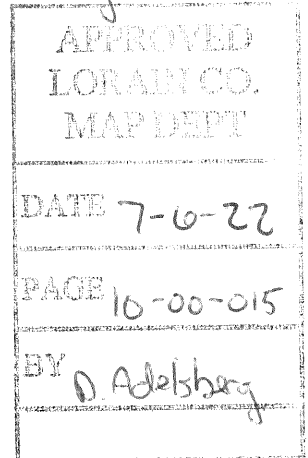 APPROVED
LORAIN CO.
MAP DEPT
DATE 7-6-22
PAGE 10-00-015
BY D. Adelsberg